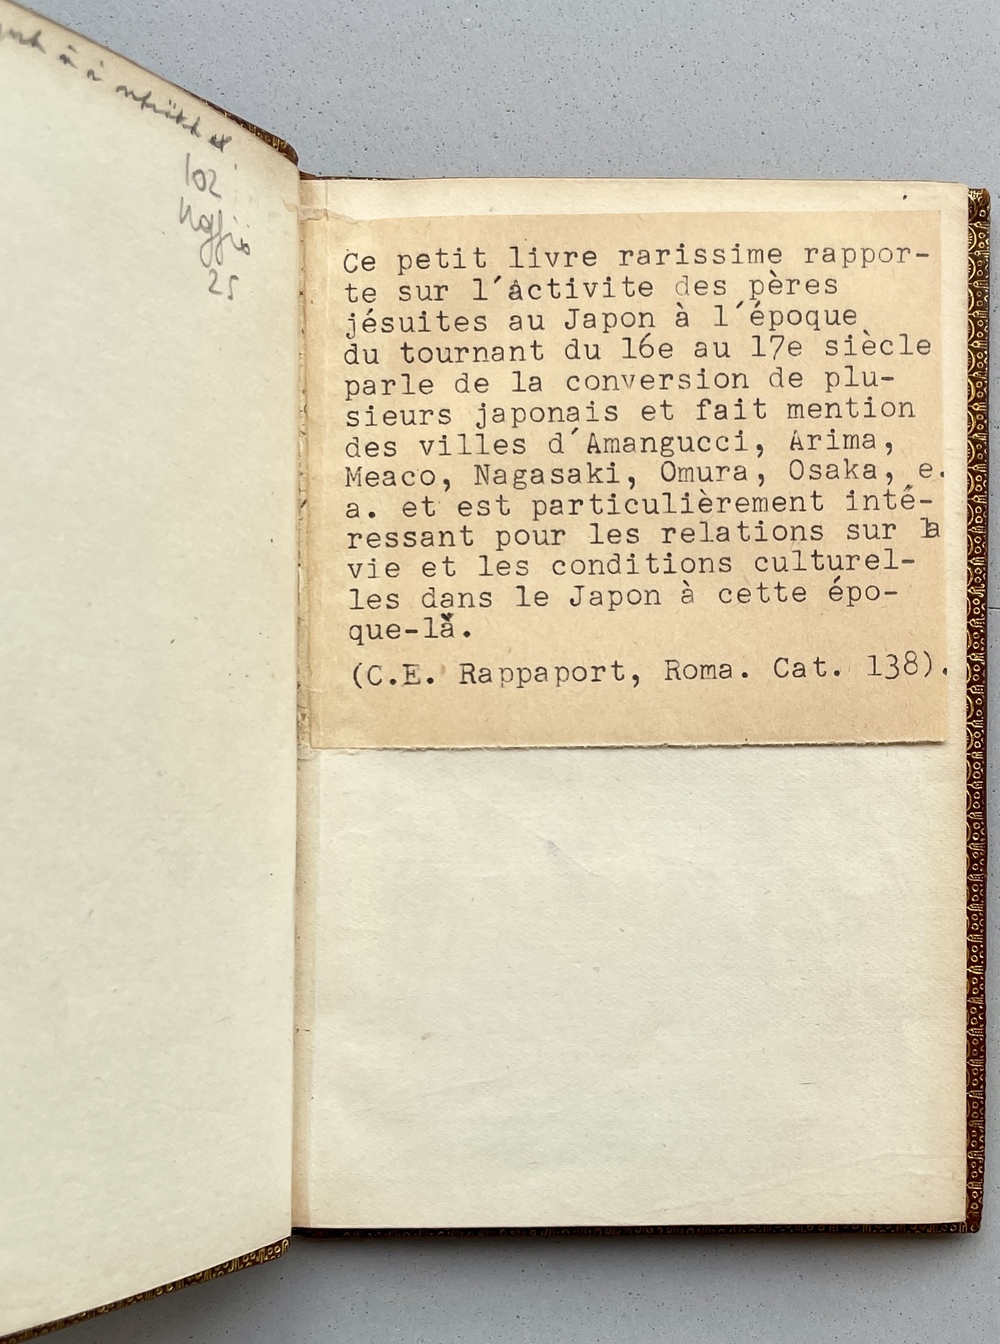 102
25
Ce petit livre rarissime rappor-
te sur l´activite des pères
jésuites au Japon à l´époque
du tournant du 16e au 17e siècle
parle de la conversion de plu-
sieurs japonais et fait mention
des villes d´Amangucci, Arima,
Meaco, Nagasaki, Omura, Osaka, e.
a. et est particulièrement inté-
ressant pour les relations sur la
vie et les conditions culturel-
les dans le Japon à cette épo-
que-là.
(C.E. Rappaport, Roma. Cat. 138).